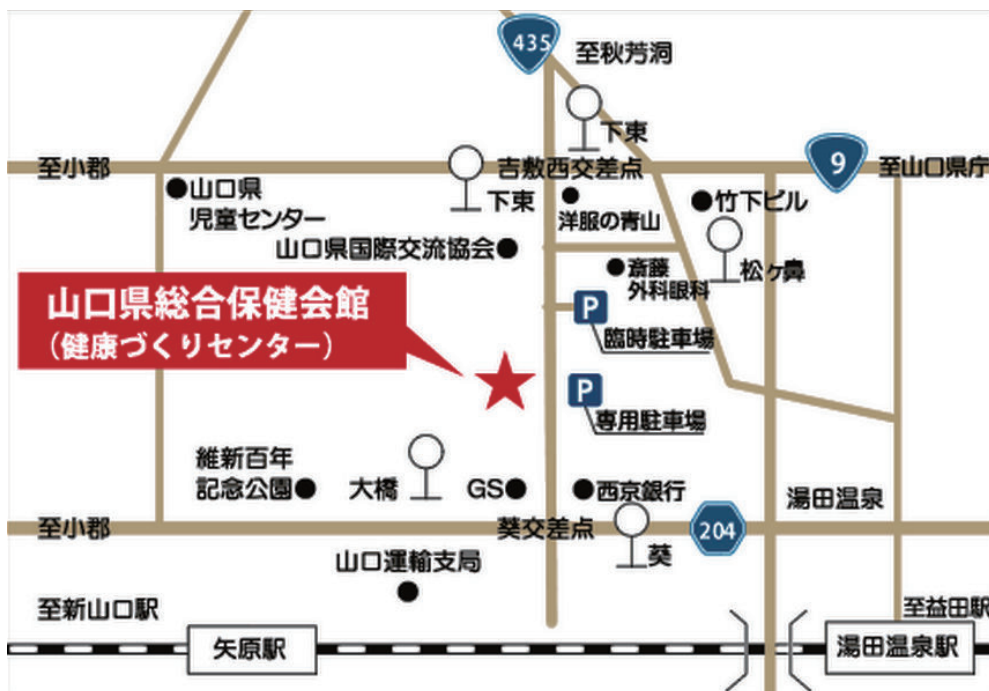 435
至秋芳洞
下東
至小郡
吉敷西交差点
9
至山口県庁
山口県
児童センター
下東
洋服の青山
竹下ビル
山口県国際交流協会
斎藤
外科眼科
松ヶ鼻
山口県総合保健会館
（健康づくりセンター）
P
臨時駐車場
P
専用駐車場
維新百年
記念公園
大橋
GS
西京銀行
湯田温泉
至小郡
葵交差点
204
山口運輸支局
葵
至新山口駅
至益田駅
矢原駅
湯田温泉駅